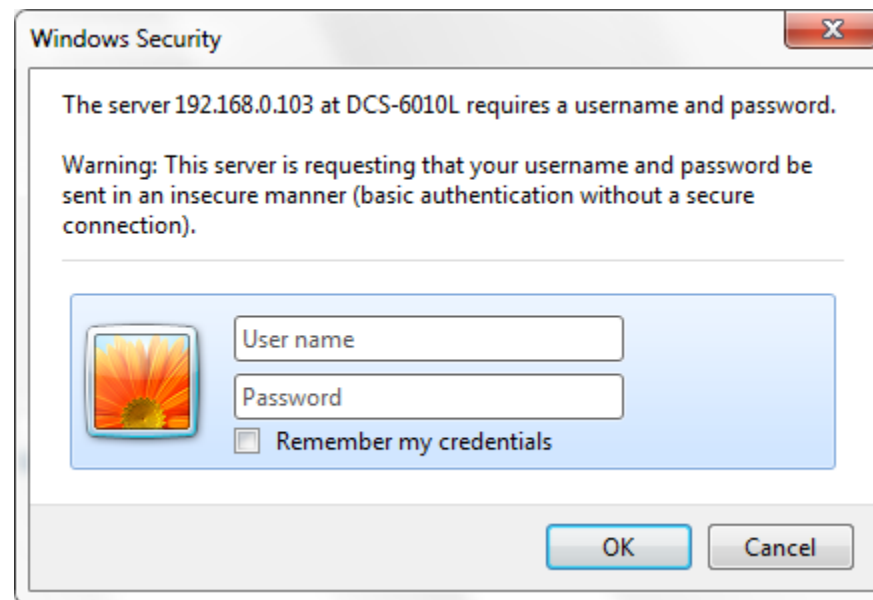 Windows Security
The server 192.168.0.103 at DCS-6010L requires a username and password.
Warning: This server is requesting that your username and password be
sent in an insecure manner (basic authentication without a secure
connection).
User name
Password
Remember my credentials
OK Cancel